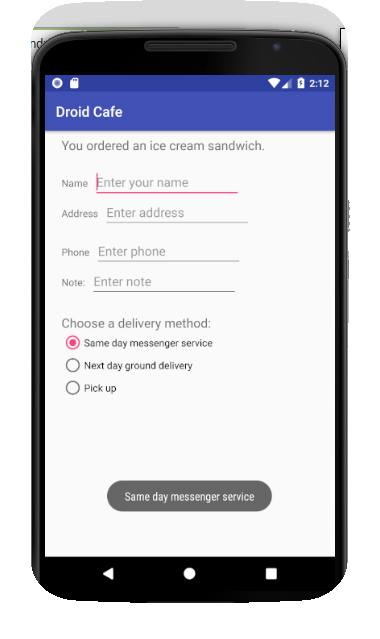 2:12
Droid Cafe
You ordered an ice cream sandwich.
Name Enter your name
Address Enter address
Phone Enter phone
Note: Enter note
Choose a delivery method:
Same day messenger service
Next day ground delivery
Pick up
Same day messenger service